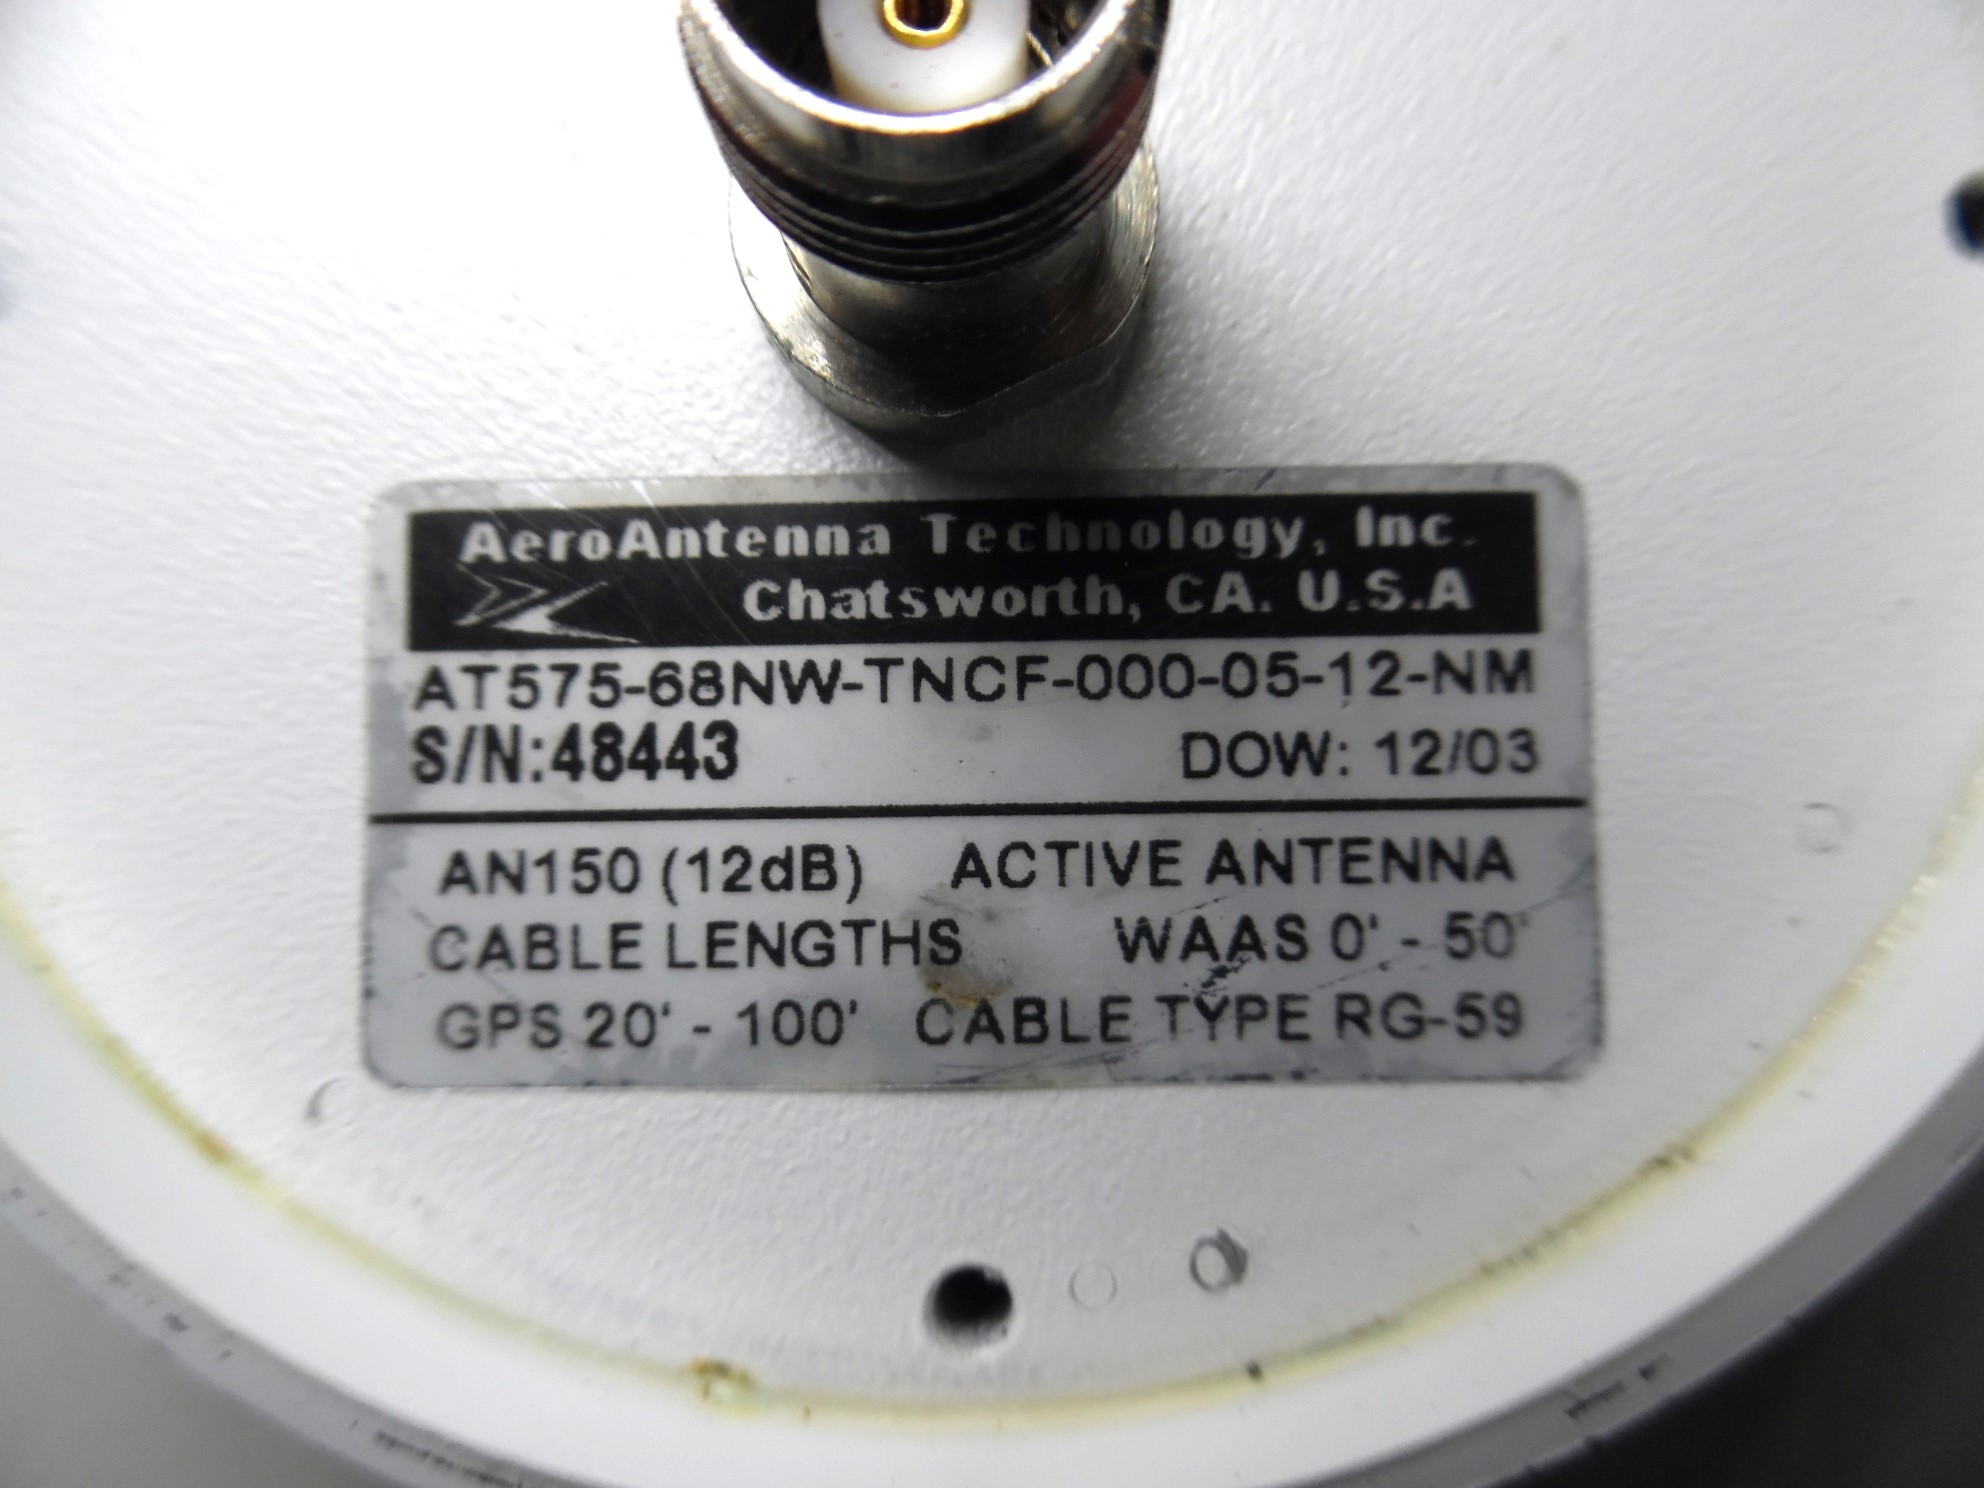 AeroAntenna Technology, Inc.
Chatsworth, CA. U.S.A
AT575-68NW-TNCF-000-05-12-NM
S/N:48443 DOW: 12/03
AN150 (12dB) ACTIVE ANTENNA
CABLE LENGTHS WAAS 0' - 50'
GPS 20' - 100' CABLE TYPE RG-59